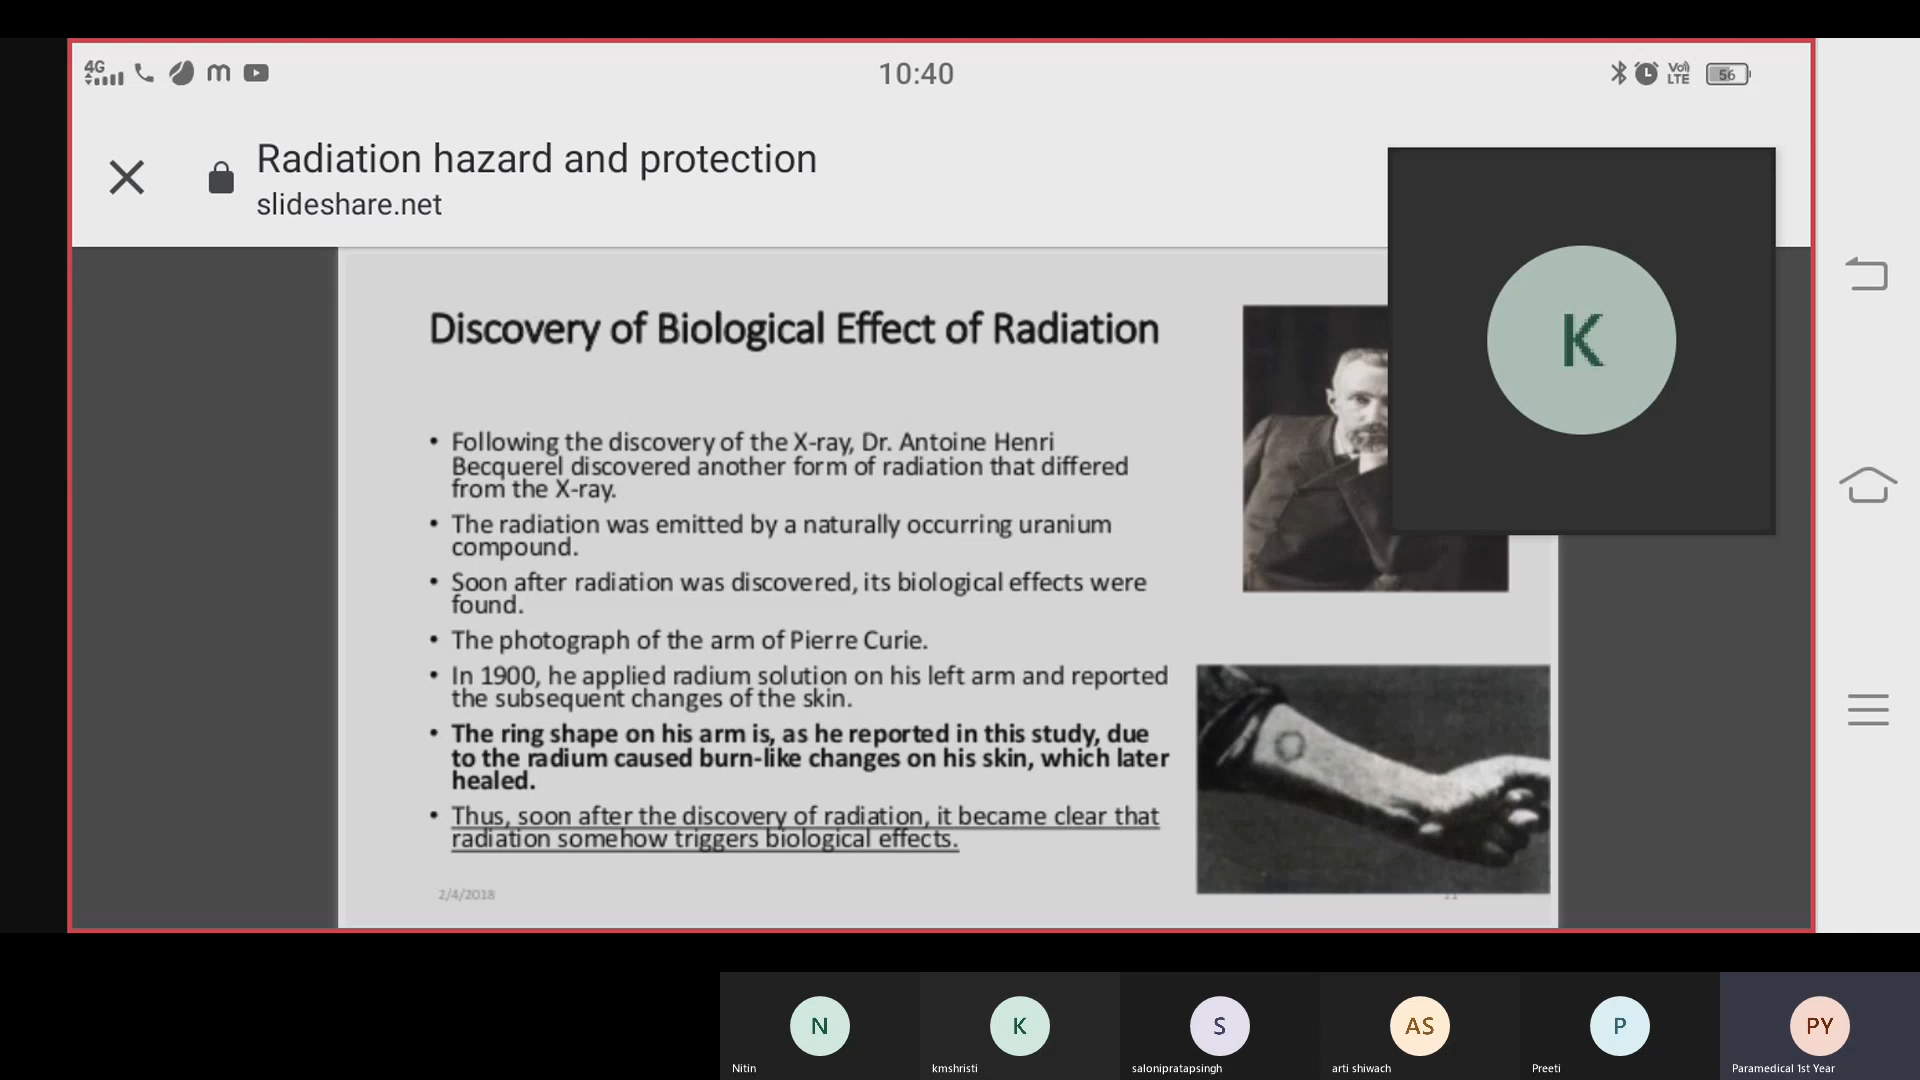 4G
m
10:40
Vo))
LTE
56
Radiation hazard and protection
slideshare.net
K
Discovery of Biological Effect of Radiation
• Following the discovery of the X-ray, Dr. Antoine Henri
Becquerel discovered another form of radiation that differed
from the X-ray.
• The radiation was emitted by a naturally occurring uranium
compound.
• Soon after radiation was discovered, its biological effects were
found.
• The photograph of the arm of Pierre Curie.
• In 1900, he applied radium solution on his left arm and reported
the subsequent changes of the skin.
• The ring shape on his arm is, as he reported in this study, due
to the radium caused burn-like changes on his skin, which later
healed.
• Thus, soon after the discovery of radiation, it became clear that
radiation somehow triggers biological effects.
2/4/2018
11
N
K
S
AS
P
PY
Nitin
kmshristi
salonipratapsingh
arti shiwach
Preeti
Paramedical 1st Year